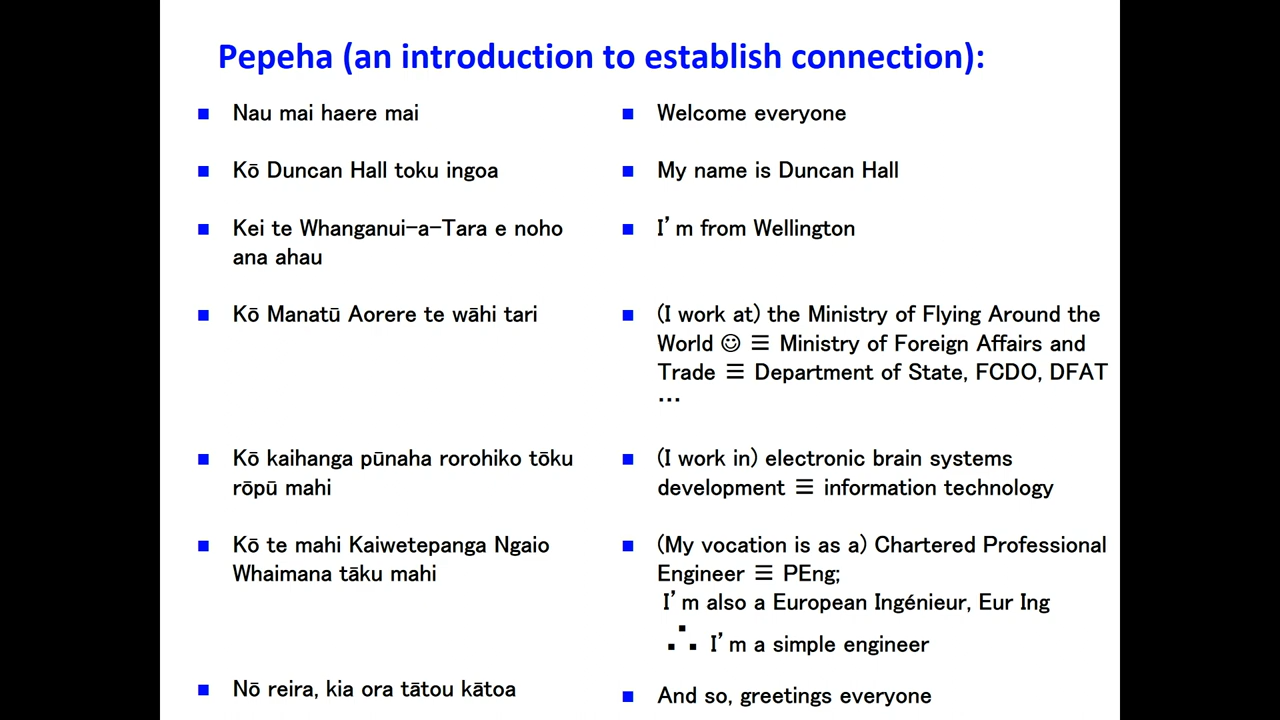 Pepeha (an introduction to establish connection):
Nau mai haere mai
Welcome everyone
Kō Duncan Hall toku ingoa
My name is Duncan Hall
Kei te Whanganui-a-Tara e noho
ana ahau
I'm from Wellington
Kō Manatū Aorere te wāhi tari
(I work at) the Ministry of Flying Around the
World ☺ ≡ Ministry of Foreign Affairs and
Trade ≡ Department of State, FCDO, DFAT
…
Kō kaihanga pūnaha rorohiko tōku
rōpū mahi
(I work in) electronic brain systems
development ≡ information technology
Kō te mahi Kaiwetepanga Ngaio
Whaimana tāku mahi
(My vocation is as a) Chartered Professional
Engineer ≡ PEng;
I'm also a European Ingénieur, Eur Ing
∴ I'm a simple engineer
Nō reira, kia ora tātou kātoa
And so, greetings everyone